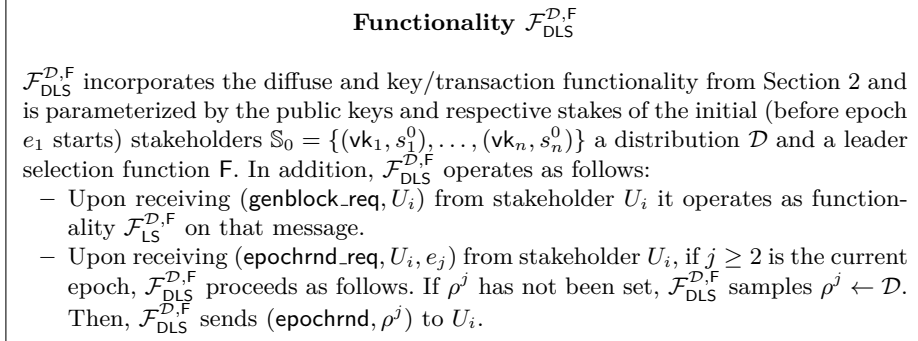 Functionality $\mathcal{F}_{\mathsf{DLS}}^{\mathcal{D},\mathsf{F}}$
$\mathcal{F}_{\mathsf{DLS}}^{\mathcal{D},\mathsf{F}}$ incorporates the diffuse and key/transaction functionality from Section 2 and
is parameterized by the public keys and respective stakes of the initial (before epoch
$e_1$ starts) stakeholders $\mathbb{S}_0 = \{(\mathsf{vk}_1, s_1^0), \ldots, (\mathsf{vk}_n, s_n^0)\}$ a distribution $\mathcal{D}$ and a leader
selection function $\mathsf{F}$. In addition, $\mathcal{F}_{\mathsf{DLS}}^{\mathcal{D},\mathsf{F}}$ operates as follows:
– Upon receiving $(\mathsf{genblock\_req}, U_i)$ from stakeholder $U_i$ it operates as function-
ality $\mathcal{F}_{\mathsf{LS}}^{\mathcal{D},\mathsf{F}}$ on that message.
– Upon receiving $(\mathsf{epochrnd\_req}, U_i, e_j)$ from stakeholder $U_i$, if $j \geq 2$ is the current
epoch, $\mathcal{F}_{\mathsf{DLS}}^{\mathcal{D},\mathsf{F}}$ proceeds as follows. If $\rho^j$ has not been set, $\mathcal{F}_{\mathsf{DLS}}^{\mathcal{D},\mathsf{F}}$ samples $\rho^j \leftarrow \mathcal{D}$.
Then, $\mathcal{F}_{\mathsf{DLS}}^{\mathcal{D},\mathsf{F}}$ sends $(\mathsf{epochrnd}, \rho^j)$ to $U_i$.